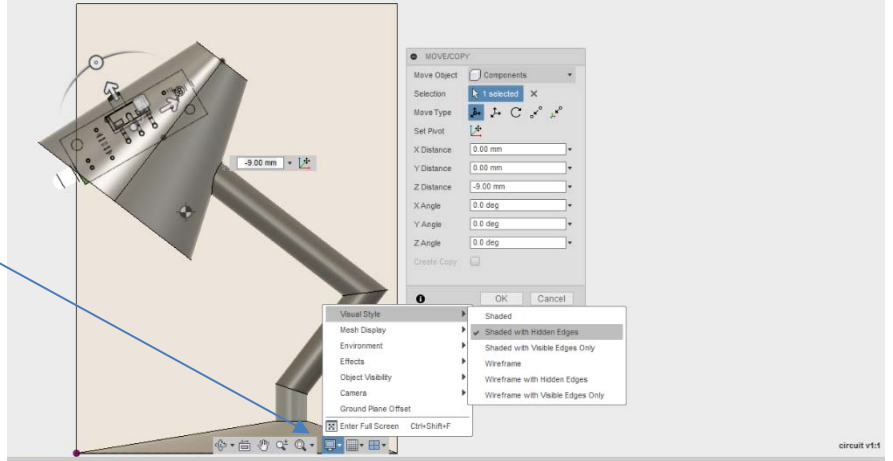 MOVE/COPY
Move Object Components
Selection 1 selected
Move Type
Set Pivot
X Distance 0.00 mm
Y Distance 0.00 mm
Z Distance -9.00 mm
X Angle 0.0 deg
Y Angle 0.0 deg
Z Angle 0.0 deg
Create Copy
OK Cancel
-9.00 mm
Visual Style
Mesh Display
Environment
Effects
Object Visibility
Camera
Ground Plane Offset
Enter Full Screen Ctrl+Shift+F
Shaded
Shaded with Hidden Edges
Shaded with Visible Edges Only
Wireframe
Wireframe with Hidden Edges
Wireframe with Visible Edges Only
circuit v1:1